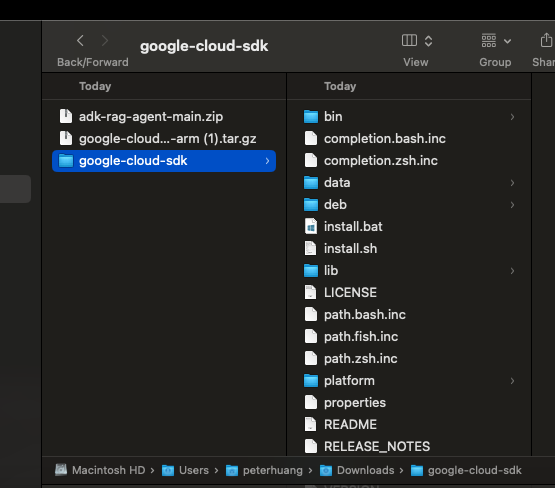 google-cloud-sdk
Back/Forward
View
Group
Shar
Today
adk-rag-agent-main.zip
google-cloud...-arm (1).tar.gz
google-cloud-sdk
Today
bin
completion.bash.inc
completion.zsh.inc
data
deb
install.bat
install.sh
lib
LICENSE
path.bash.inc
path.fish.inc
path.zsh.inc
platform
properties
README
RELEASE_NOTES
Macintosh HD › Users › peterhuang › Downloads › google-cloud-sdk
VERSION